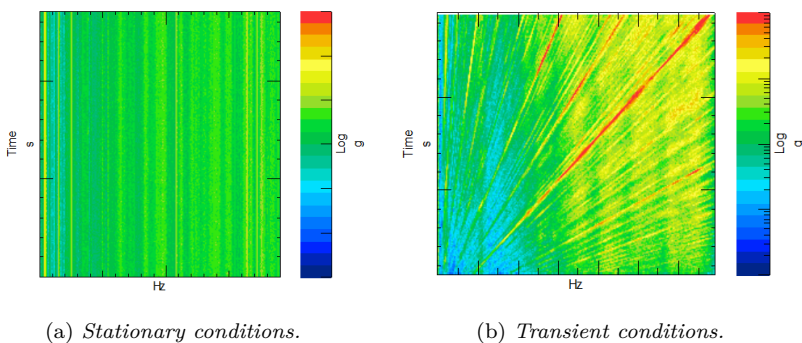 Time
s
Hz
Log
g
Time
s
Hz
Log
g
(a) Stationary conditions.
(b) Transient conditions.